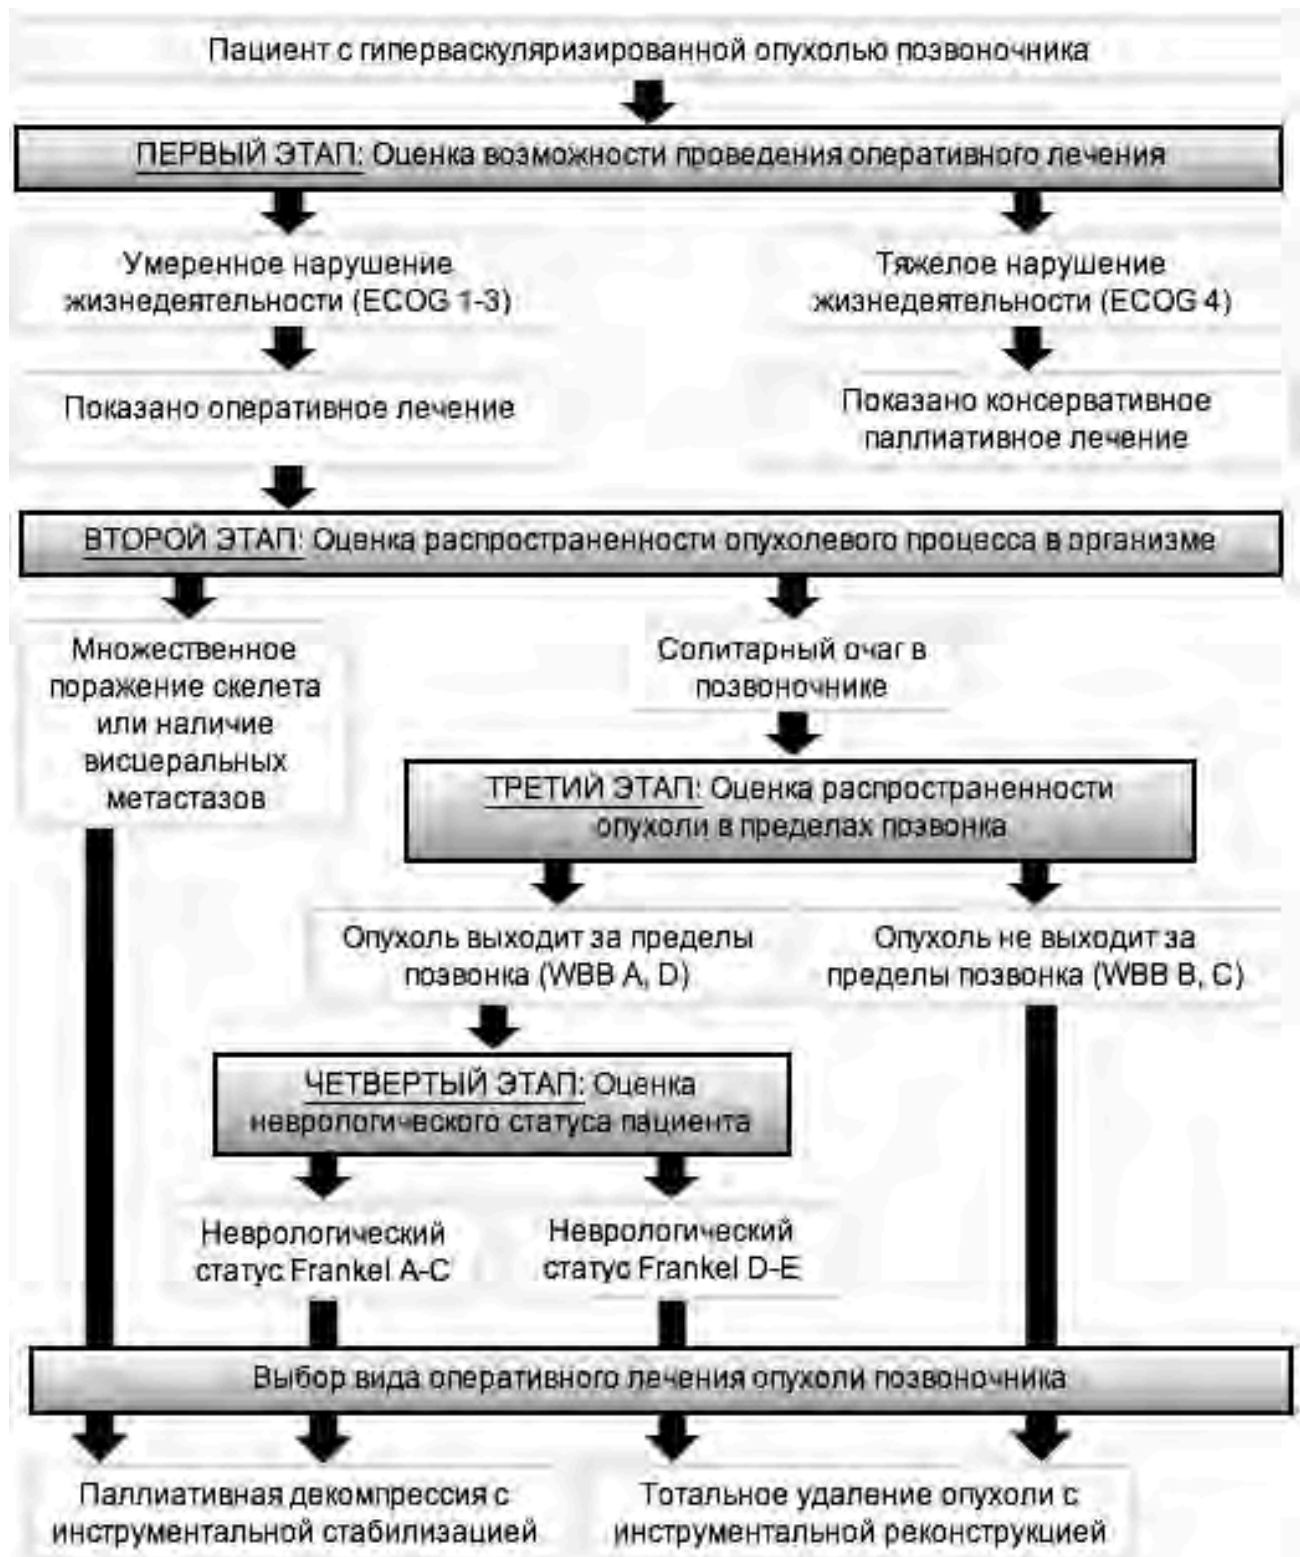 Пациент с гиперваскуляризированной опухолью позвоночника
ПЕРВЫЙ ЭТАП: Оценка возможности проведения оперативного лечения
Умеренное нарушение
жизнедеятельности (ECOG 1-3)
Тяжелое нарушение
жизнедеятельности (ECOG 4)
Показано оперативное лечение
Показано консервативное
паллиативное лечение
ВТОРОЙ ЭТАП: Оценка распространенности опухолевого процесса в организме
Множественное
поражение скелета
или наличие
висцеральных
метастазов
Солитарный очаг в
позвоночнике
ТРЕТИЙ ЭТАП: Оценка распространенности
опухоли в пределах позвонка
Опухоль выходит за пределы
позвонка (WBB A, D)
Опухоль не выходит за
пределы позвонка (WBB B, C)
ЧЕТВЕРТЫЙ ЭТАП: Оценка
неврологического статуса пациента
Неврологический
статус Frankel A-C
Неврологический
статус Frankel D-E
Выбор вида оперативного лечения опухоли позвоночника
Паллиативная декомпрессия с
инструментальной стабилизацией
Тотальное удаление опухоли с
инструментальной реконструкцией